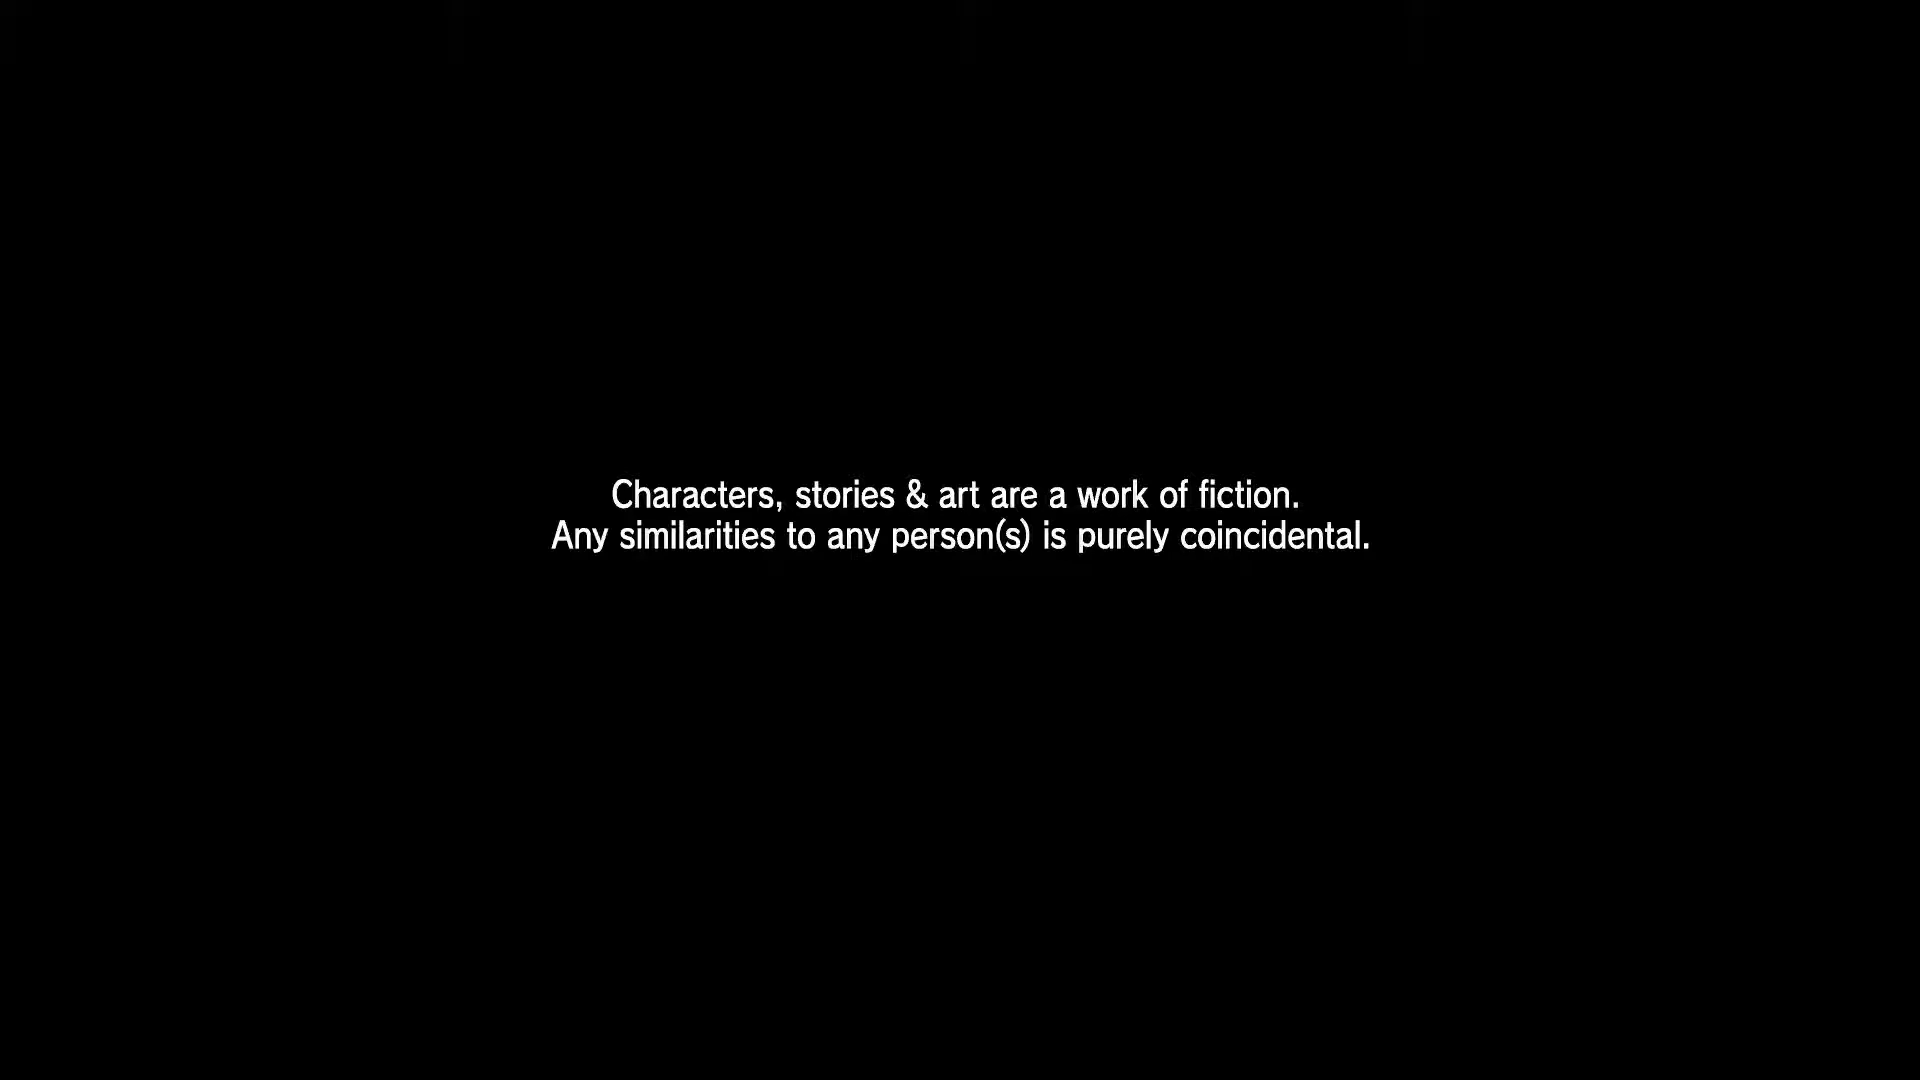 Characters, stories & art are a work of fiction.
Any similarities to any person(s) is purely coincidental.